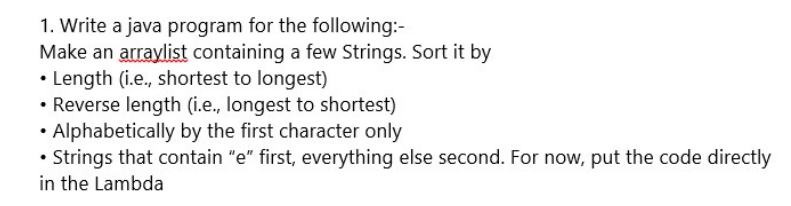 1. Write a java program for the following:-
Make an arraylist containing a few Strings. Sort it by
• Length (i.e., shortest to longest)
• Reverse length (i.e., longest to shortest)
• Alphabetically by the first character only
• Strings that contain “e” first, everything else second. For now, put the code directly
in the Lambda